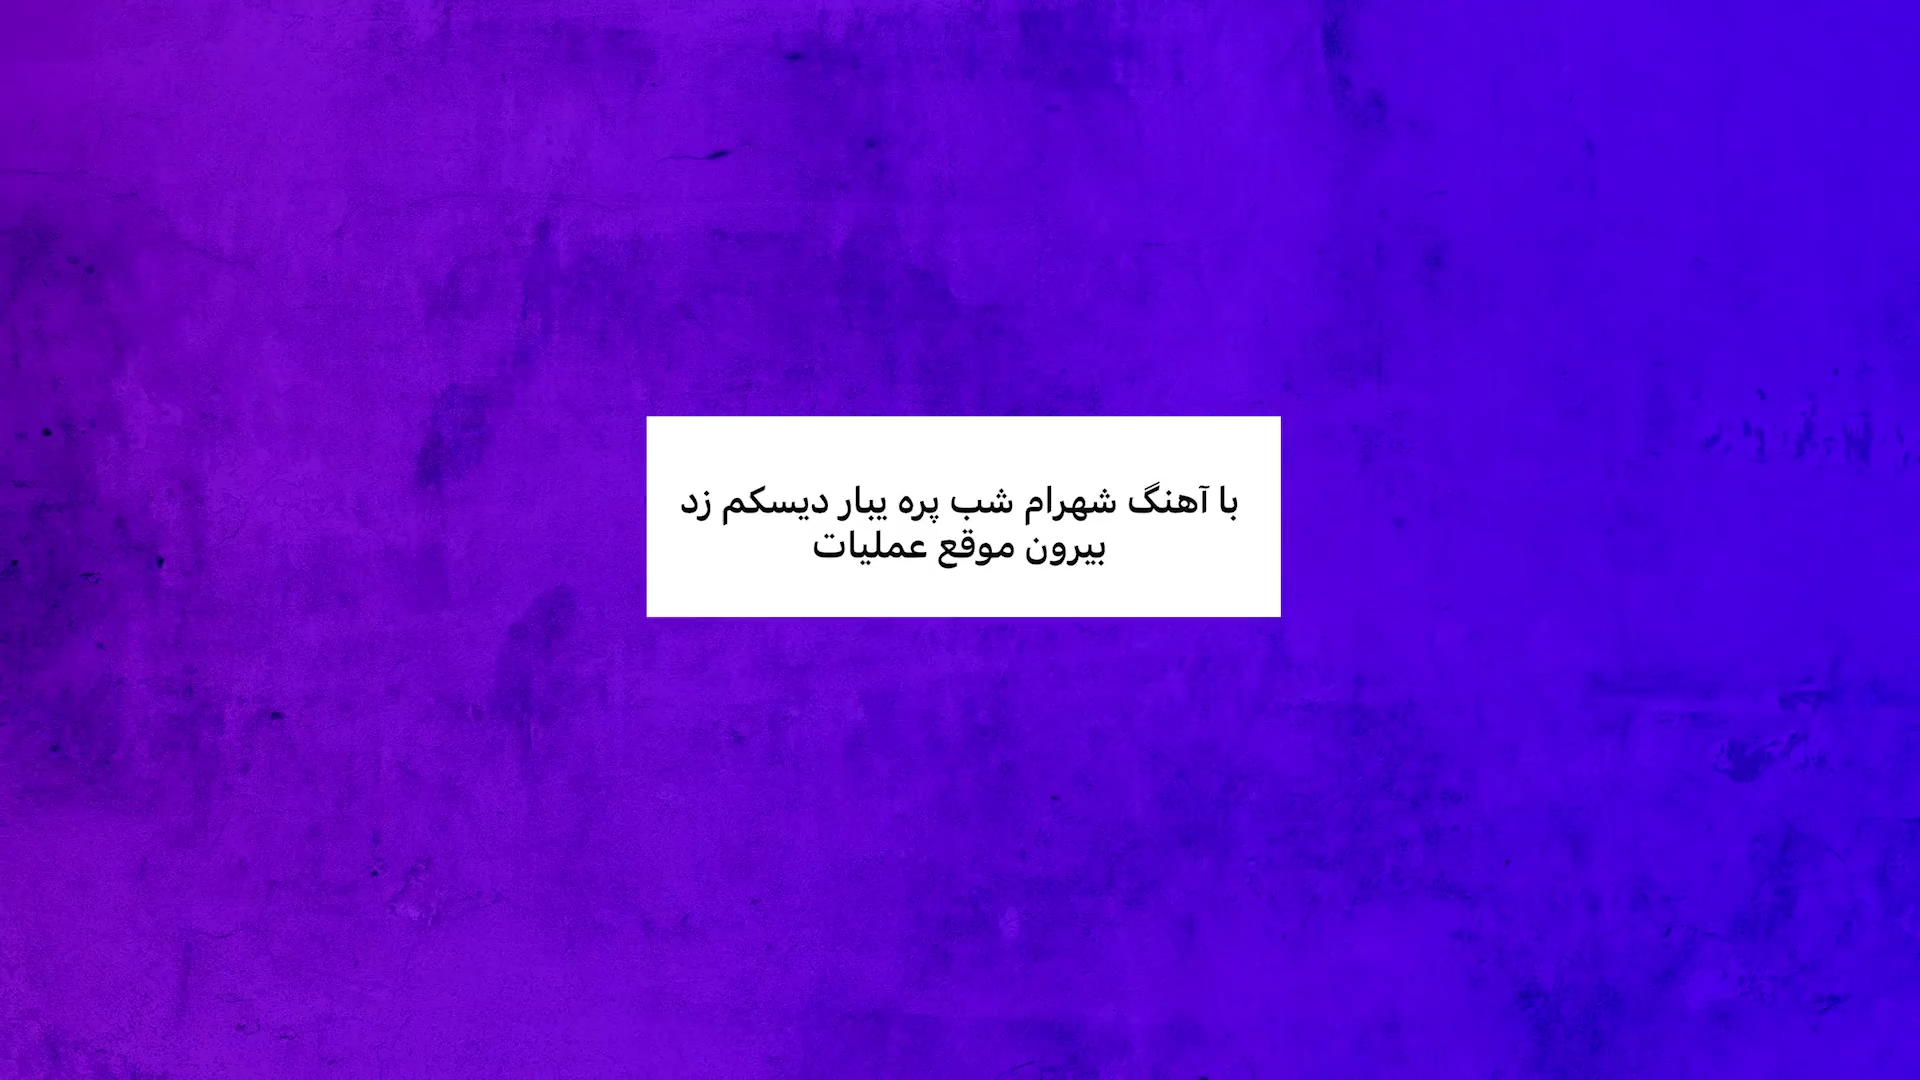 با آهنگ شهرام شب پره یبار دیسکم زد
بیرون موقع عملیات